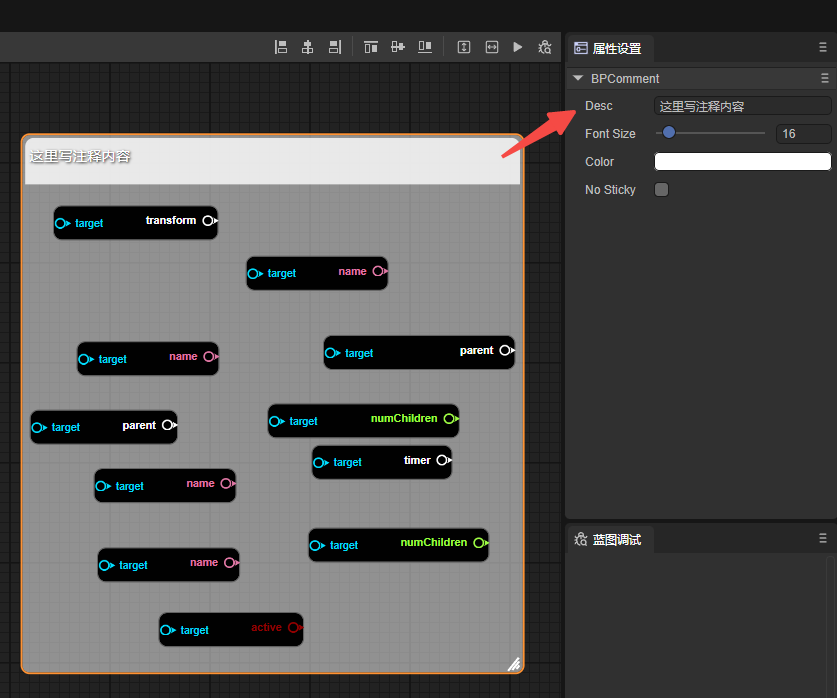 属性设置
BPComment
Desc 这里写注释内容
Font Size 16
Color
No Sticky
这里写注释内容
target transform
target name
target name
target parent
target parent
target numChildren
target timer
target name
target numChildren
target name
target active
蓝图调试